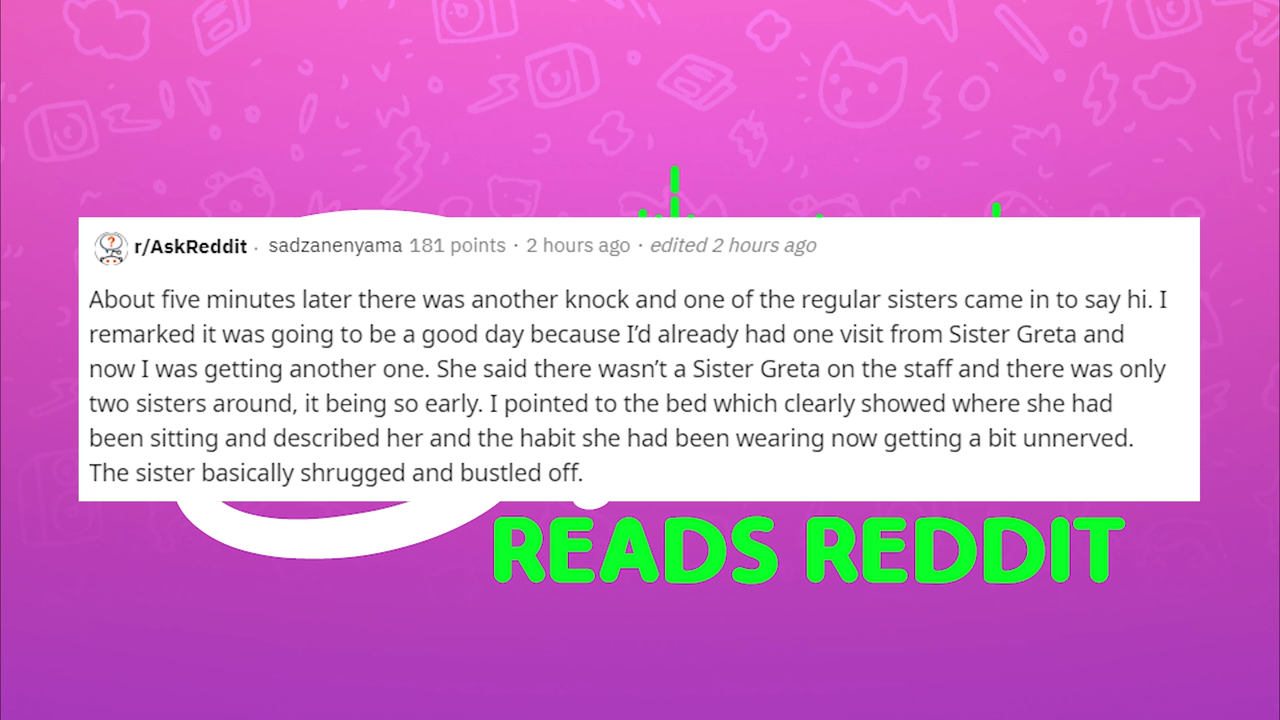 r/AskReddit · sadzanenyama 181 points · 2 hours ago · edited 2 hours ago
About five minutes later there was another knock and one of the regular sisters came in to say hi. I
remarked it was going to be a good day because I’d already had one visit from Sister Greta and
now I was getting another one. She said there wasn’t a Sister Greta on the staff and there was only
two sisters around, it being so early. I pointed to the bed which clearly showed where she had
been sitting and described her and the habit she had been wearing now getting a bit unnerved.
The sister basically shrugged and bustled off.
READS REDDIT